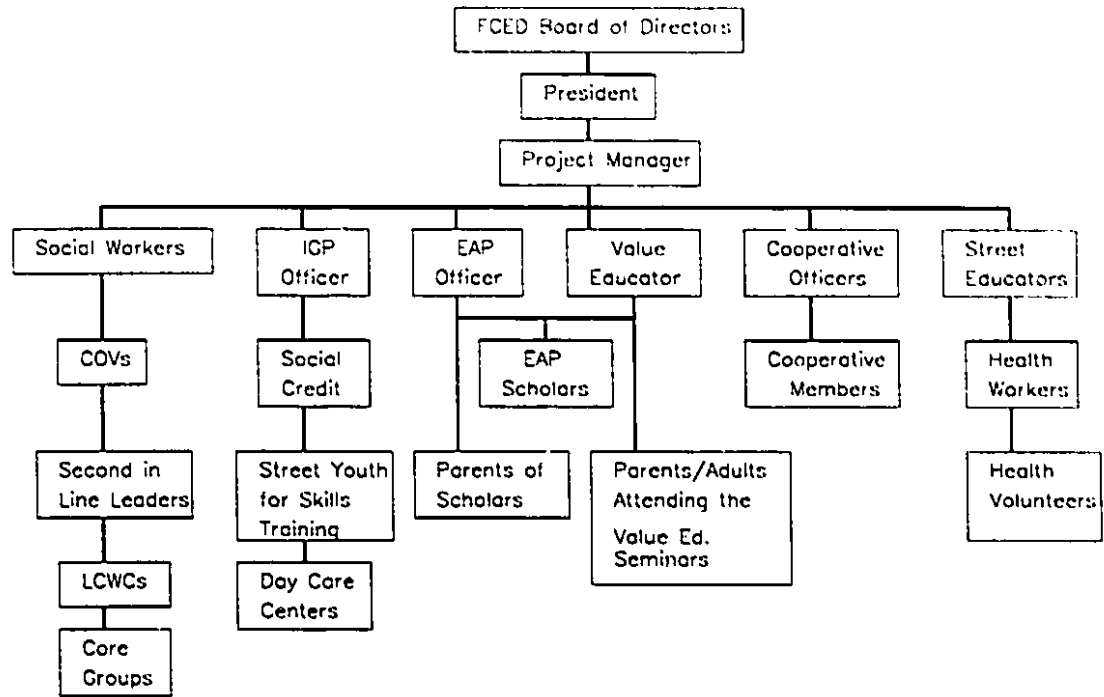 FCED Board of Directors
President
Project Manager
Social Workers
IGP
Officer
EAP
Officer
Value
Educator
Cooperative
Officers
Street
Educators
COVs
Social
Credit
EAP
Scholars
Cooperative
Members
Health
Workers
Second in
Line Leaders
Street Youth
for Skills
Training
Parents of
Scholars
Parents/Adults
Attending the
Value Ed.
Seminars
Health
Volunteers
LCWCs
Day Care
Centers
Core
Groups